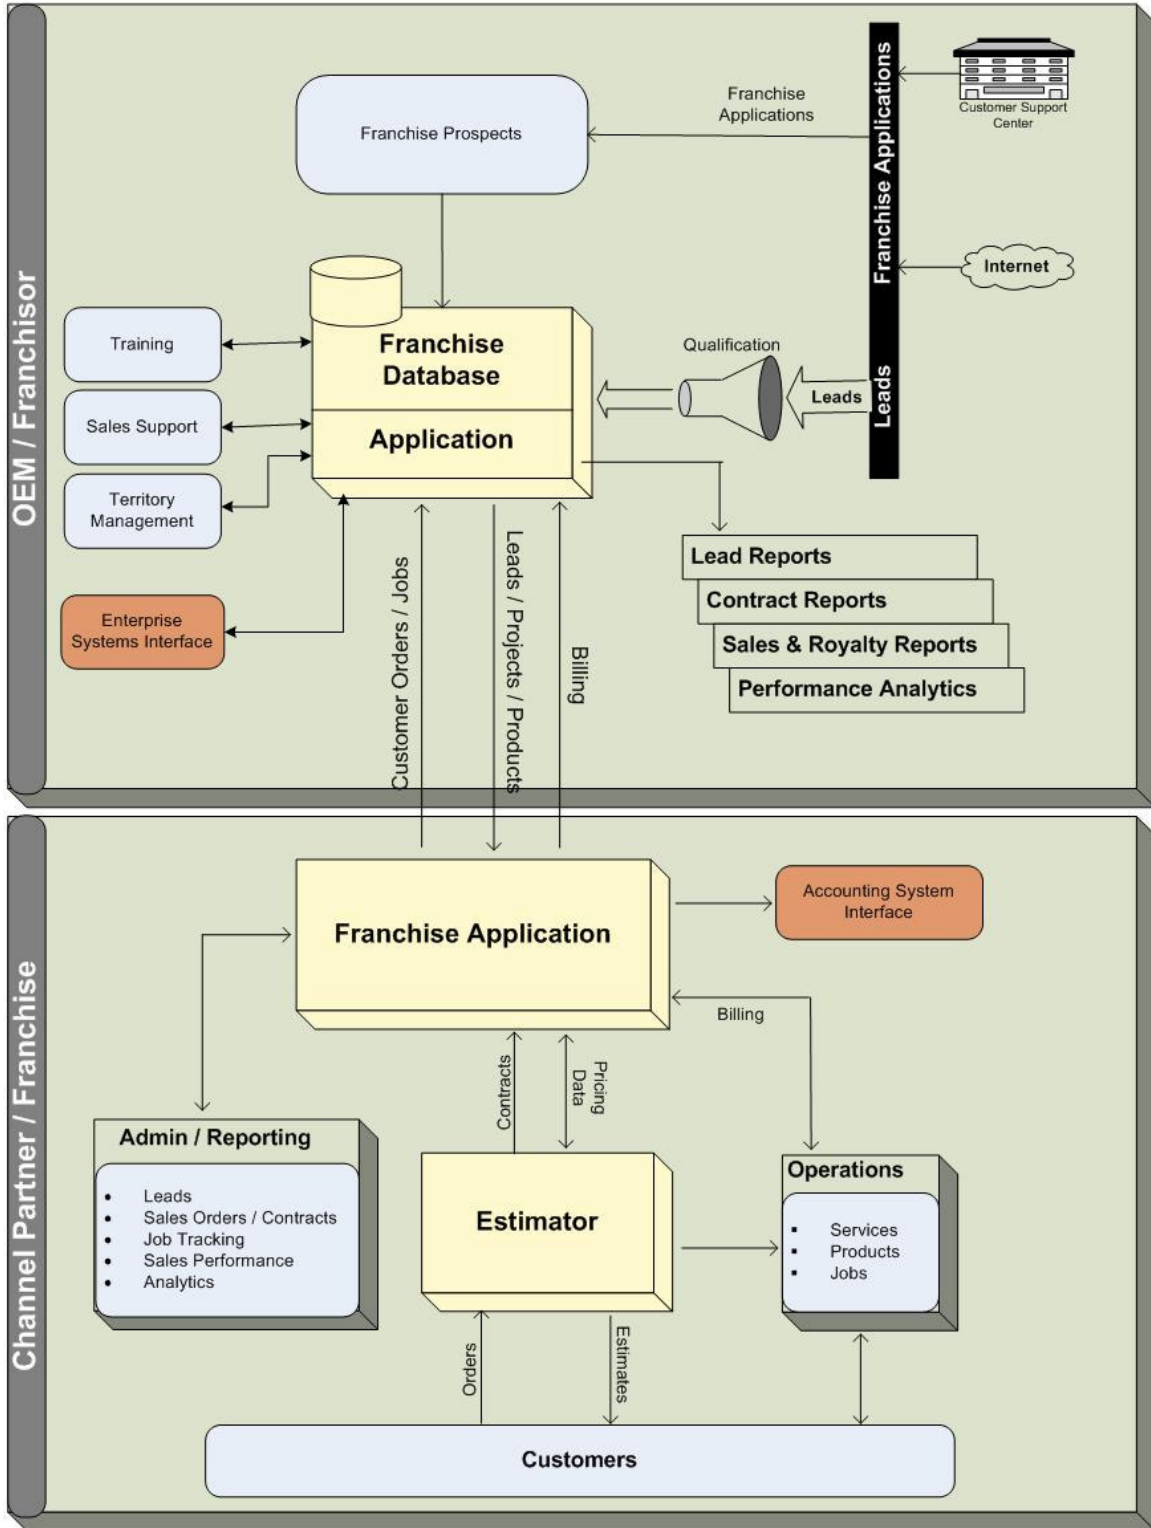 OEM / Franchisor
Franchise Prospects
Franchise
Applications
Franchise Applications
Leads
Customer Support
Center
Internet
Training
Sales Support
Territory
Management
Enterprise
Systems Interface
Franchise
Database
Application
Qualification
Leads
Lead Reports
Contract Reports
Sales & Royalty Reports
Performance Analytics
Customer Orders / Jobs
Leads / Projects / Products
Billing
Channel Partner / Franchise
Franchise Application
Accounting System
Interface
Billing
Contracts
Pricing
Data
Admin / Reporting
• Leads
• Sales Orders / Contracts
• Job Tracking
• Sales Performance
• Analytics
Estimator
Operations
▪ Services
▪ Products
▪ Jobs
Orders
Estimates
Customers